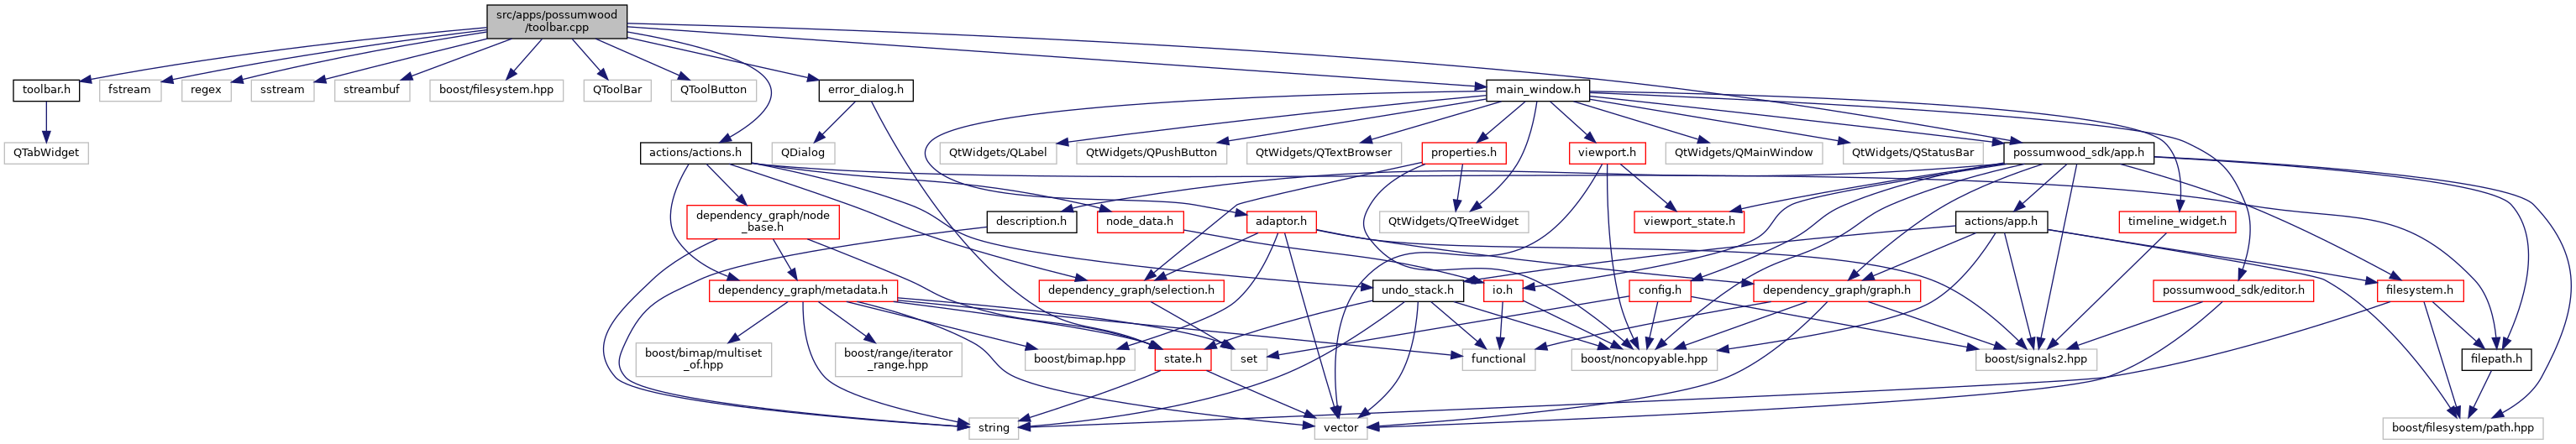 src/apps/possumwood
/toolbar.cpp
toolbar.h
fstream
regex
sstream
streambuf
boost/filesystem.hpp
QToolBar
QToolButton
error_dialog.h
main_window.h
QTabWidget
actions/actions.h
QDialog
QtWidgets/QLabel
QtWidgets/QPushButton
QtWidgets/QTextBrowser
properties.h
viewport.h
QtWidgets/QMainWindow
QtWidgets/QStatusBar
possumwood_sdk/app.h
dependency_graph/node
_base.h
description.h
node_data.h
adaptor.h
QtWidgets/QTreeWidget
viewport_state.h
actions/app.h
timeline_widget.h
dependency_graph/metadata.h
dependency_graph/selection.h
undo_stack.h
io.h
config.h
dependency_graph/graph.h
possumwood_sdk/editor.h
filesystem.h
boost/bimap/multiset
_of.hpp
boost/range/iterator
_range.hpp
boost/bimap.hpp
state.h
set
functional
boost/noncopyable.hpp
boost/signals2.hpp
filepath.h
string
vector
boost/filesystem/path.hpp